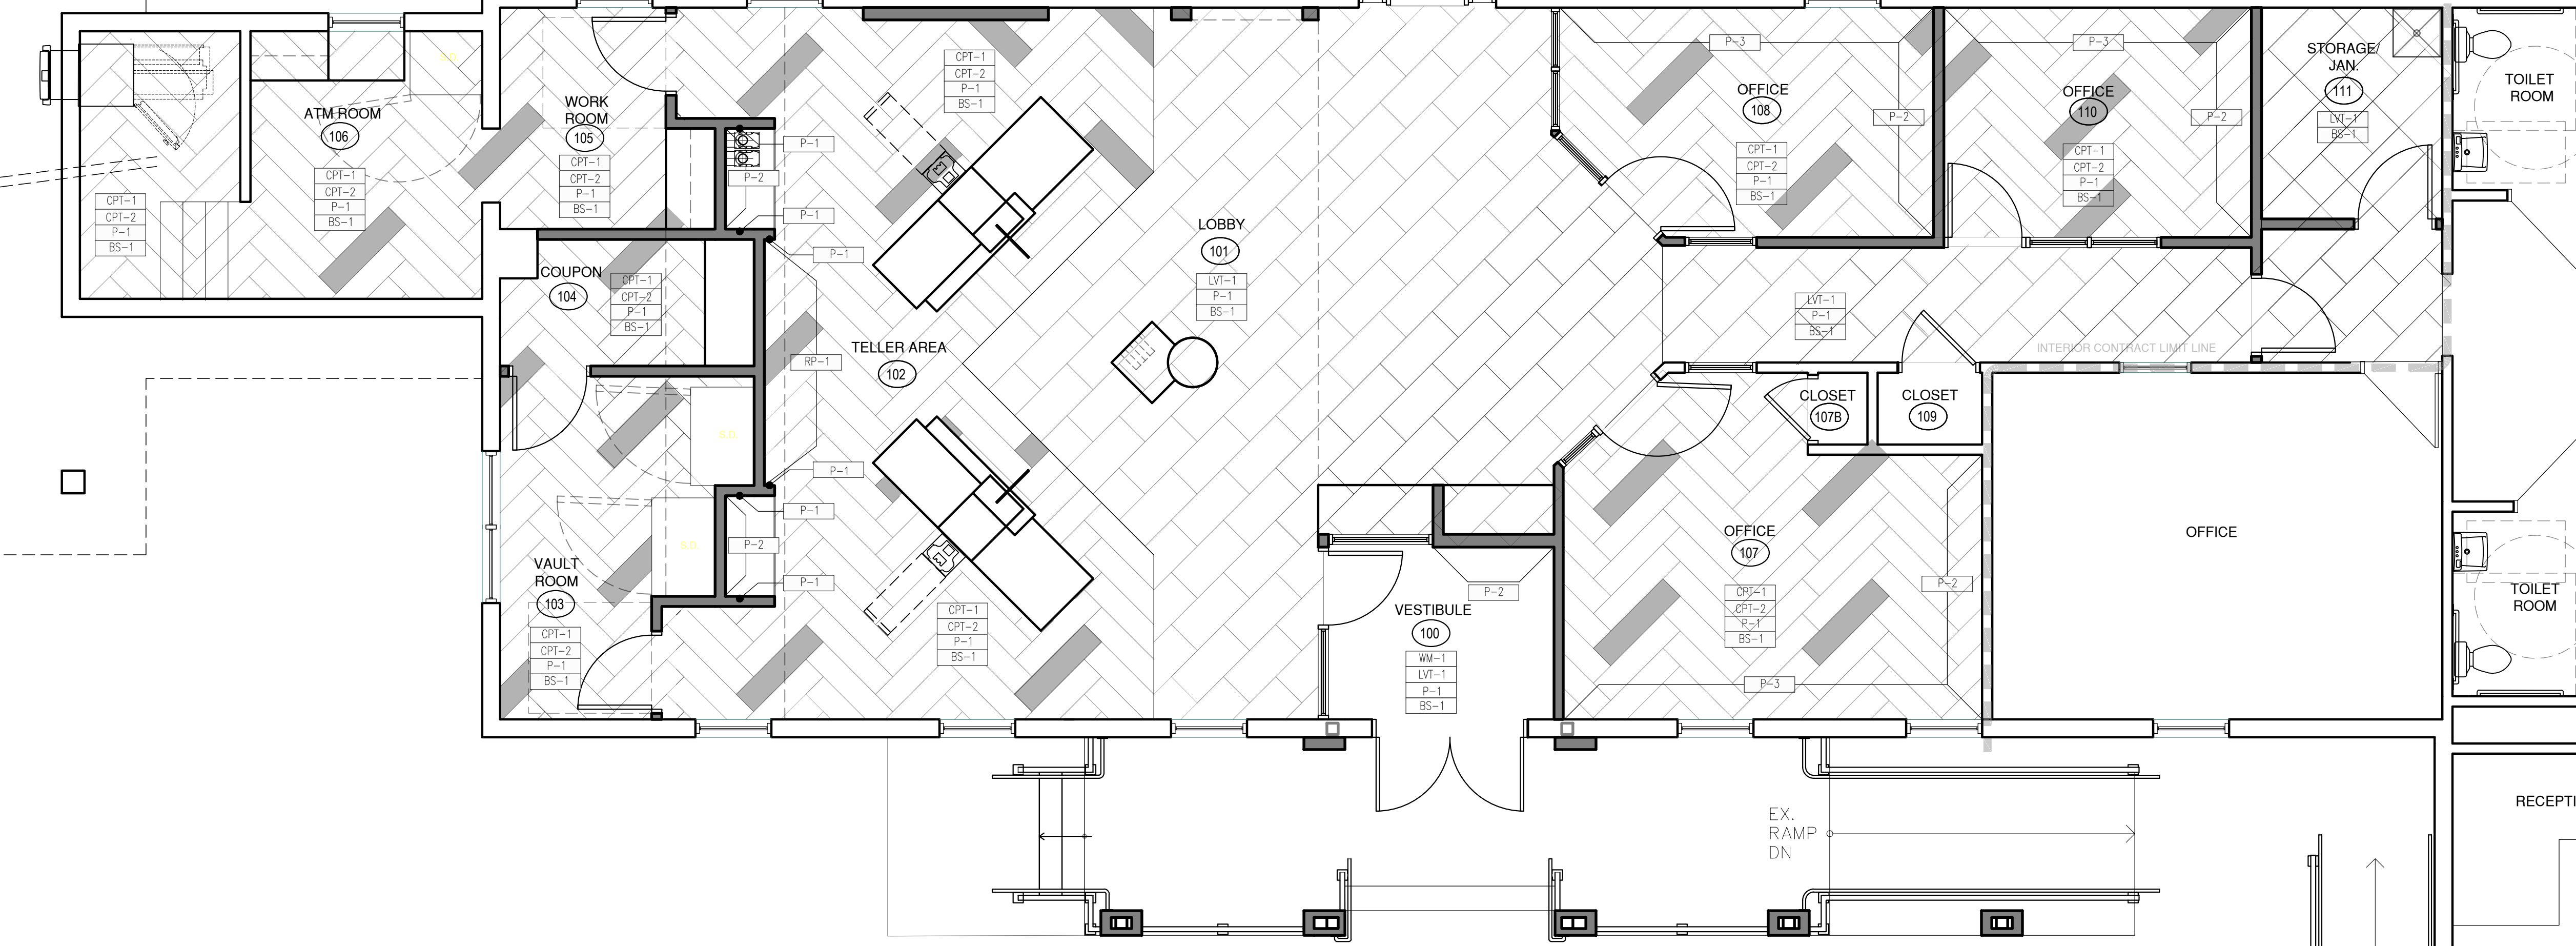 S.D.
ATM ROOM
106
CPT-1
CPT-2
P-1
BS-1
CPT-1
CPT-2
P-1
BS-1
WORK
ROOM
105
CPT-1
CPT-2
P-1
BS-1
COUPON
104
CPT-1
CPT-2
P-1
BS-1
S.D.
S.D.
VAULT
ROOM
103
CPT-1
CPT-2
P-1
BS-1
P-1
P-2
P-1
P-1
RP-1
P-1
P-1
P-2
P-1
CPT-1
CPT-2
P-1
BS-1
TELLER AREA
102
CPT-1
CPT-2
P-1
BS-1
LOBBY
101
LVT-1
P-1
BS-1
P-2
VESTIBULE
100
WM-1
LVT-1
P-1
BS-1
P-3
OFFICE
108
P-2
CPT-1
CPT-2
P-1
BS-1
P-3
OFFICE
110
P-2
CPT-1
CPT-2
P-1
BS-1
STORAGE/
JAN.
111
LVT-1
BS-1
TOILET
ROOM
LVT-1
P-1
BS-1
INTERIOR CONTRACT LIMIT LINE
CLOSET
107B
CLOSET
109
OFFICE
107
CPT-1
CPT-2
P-1
BS-1
P-2
P-3
OFFICE
TOILET
ROOM
EX.
RAMP
DN
RECEPTI